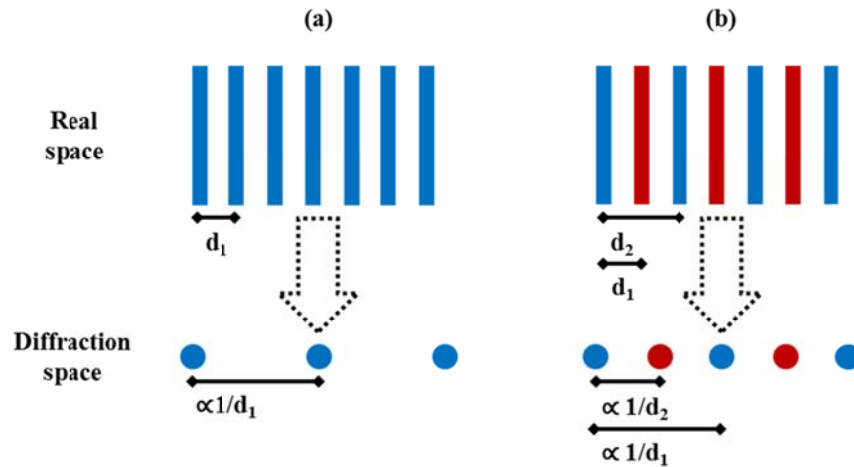 (a)
(b)
Real
space
d₁
d₂
d₁
Diffraction
space
∝1/d₁
∝ 1/d₂
∝ 1/d₁